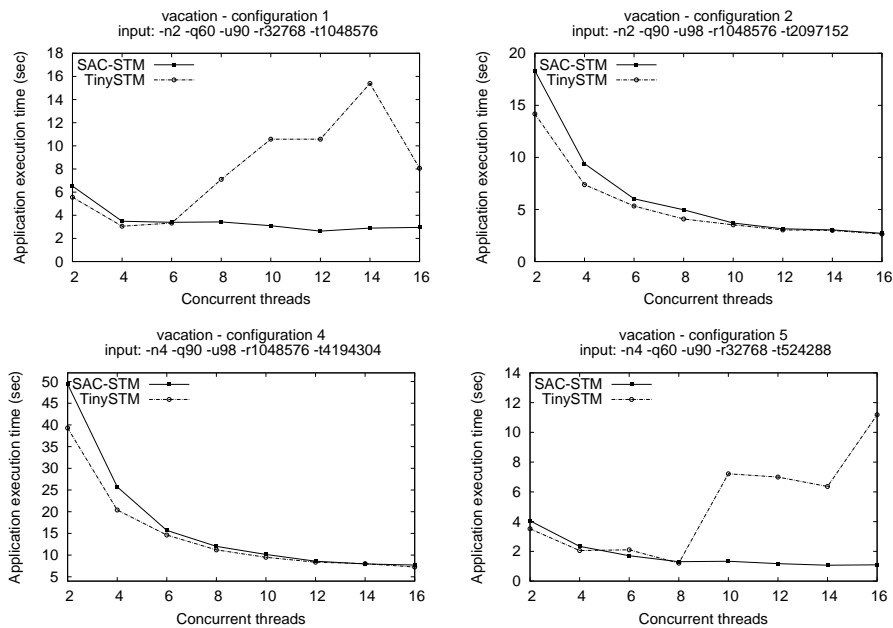 vacation - configuration 1
input: -n2 -q60 -u90 -r32768 -t1048576
Application execution time (sec)
18
16
14
12
10
8
6
4
2
0
SAC-STM
TinySTM
2 4 6 8 10 12 14 16
Concurrent threads
vacation - configuration 2
input: -n2 -q90 -u98 -r1048576 -t2097152
Application execution time (sec)
20
15
10
5
0
SAC-STM
TinySTM
2 4 6 8 10 12 14 16
Concurrent threads
vacation - configuration 4
input: -n4 -q90 -u98 -r1048576 -t4194304
Application execution time (sec)
50
45
40
35
30
25
20
15
10
5
SAC-STM
TinySTM
2 4 6 8 10 12 14 16
Concurrent threads
vacation - configuration 5
input: -n4 -q60 -u90 -r32768 -t524288
Application execution time (sec)
14
12
10
8
6
4
2
0
SAC-STM
TinySTM
2 4 6 8 10 12 14 16
Concurrent threads